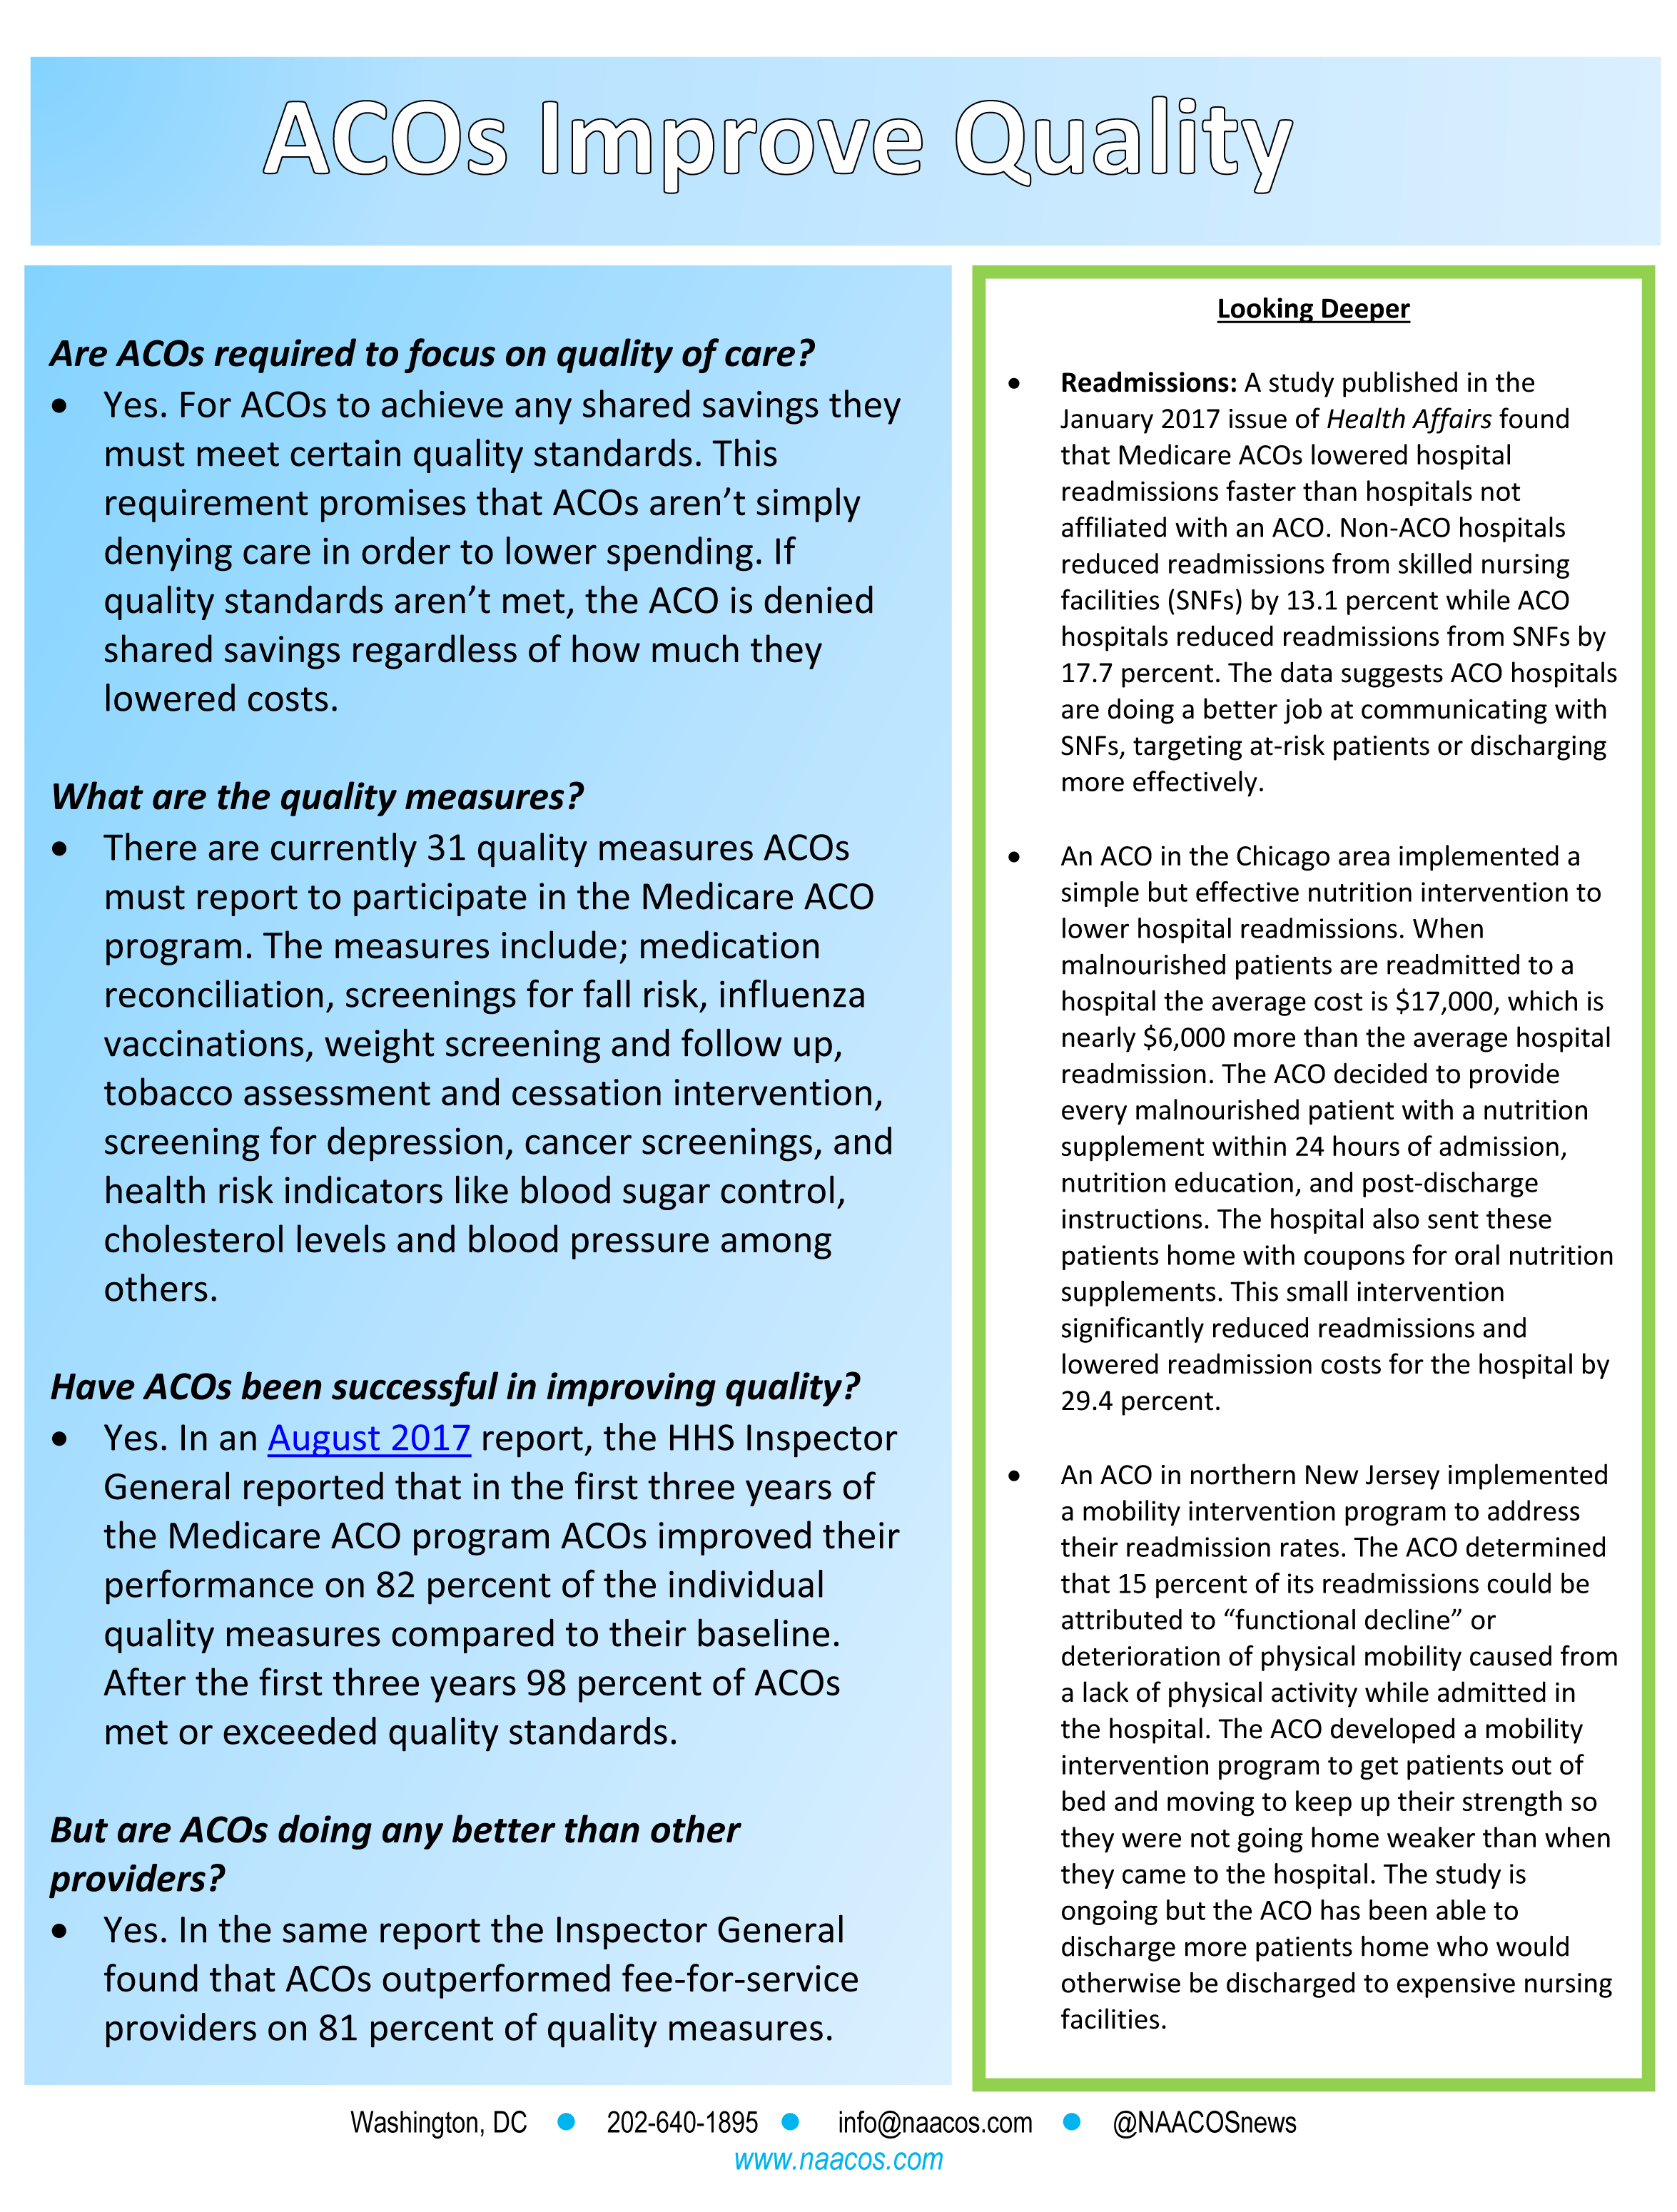 ACOs Improve Quality
Are ACOs required to focus on quality of care?
• Yes. For ACOs to achieve any shared savings they
must meet certain quality standards. This
requirement promises that ACOs aren’t simply
denying care in order to lower spending. If
quality standards aren’t met, the ACO is denied
shared savings regardless of how much they
lowered costs.
What are the quality measures?
• There are currently 31 quality measures ACOs
must report to participate in the Medicare ACO
program. The measures include; medication
reconciliation, screenings for fall risk, influenza
vaccinations, weight screening and follow up,
tobacco assessment and cessation intervention,
screening for depression, cancer screenings, and
health risk indicators like blood sugar control,
cholesterol levels and blood pressure among
others.
Have ACOs been successful in improving quality?
• Yes. In an August 2017 report, the HHS Inspector
General reported that in the first three years of
the Medicare ACO program ACOs improved their
performance on 82 percent of the individual
quality measures compared to their baseline.
After the first three years 98 percent of ACOs
met or exceeded quality standards.
But are ACOs doing any better than other
providers?
• Yes. In the same report the Inspector General
found that ACOs outperformed fee-for-service
providers on 81 percent of quality measures.
Looking Deeper
• Readmissions: A study published in the
January 2017 issue of Health Affairs found
that Medicare ACOs lowered hospital
readmissions faster than hospitals not
affiliated with an ACO. Non-ACO hospitals
reduced readmissions from skilled nursing
facilities (SNFs) by 13.1 percent while ACO
hospitals reduced readmissions from SNFs by
17.7 percent. The data suggests ACO hospitals
are doing a better job at communicating with
SNFs, targeting at-risk patients or discharging
more effectively.
• An ACO in the Chicago area implemented a
simple but effective nutrition intervention to
lower hospital readmissions. When
malnourished patients are readmitted to a
hospital the average cost is $17,000, which is
nearly $6,000 more than the average hospital
readmission. The ACO decided to provide
every malnourished patient with a nutrition
supplement within 24 hours of admission,
nutrition education, and post-discharge
instructions. The hospital also sent these
patients home with coupons for oral nutrition
supplements. This small intervention
significantly reduced readmissions and
lowered readmission costs for the hospital by
29.4 percent.
• An ACO in northern New Jersey implemented
a mobility intervention program to address
their readmission rates. The ACO determined
that 15 percent of its readmissions could be
attributed to “functional decline” or
deterioration of physical mobility caused from
a lack of physical activity while admitted in
the hospital. The ACO developed a mobility
intervention program to get patients out of
bed and moving to keep up their strength so
they were not going home weaker than when
they came to the hospital. The study is
ongoing but the ACO has been able to
discharge more patients home who would
otherwise be discharged to expensive nursing
facilities.
Washington, DC ● 202-640-1895 ● info@naacos.com ● @NAACOSnews
www.naacos.com